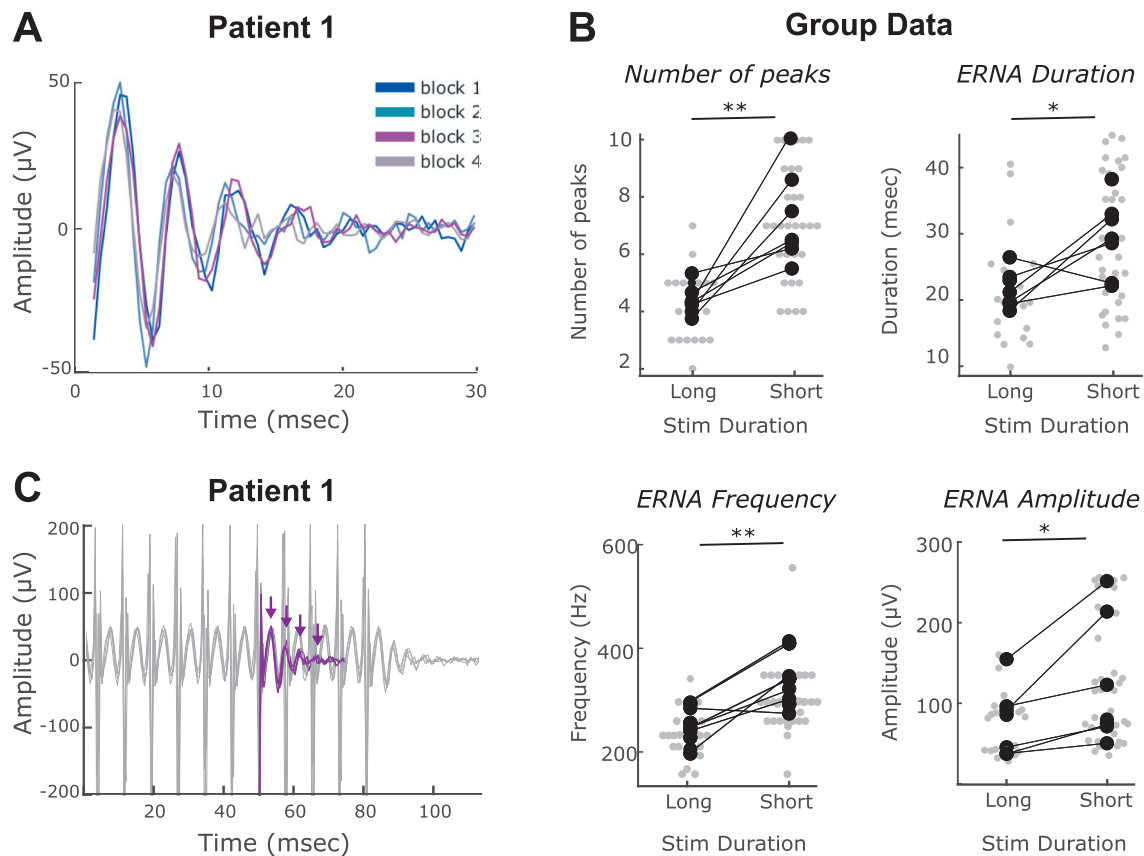 A
Patient 1
50
0
-50
Amplitude (µV)
block 1
block 2
block 3
block 4
0
10
20
30
Time (msec)
B
Group Data
Number of peaks
**
10
8
6
4
2
Number of peaks
Long
Short
Stim Duration
ERNA Duration
*
40
30
20
10
Duration (msec)
Long
Short
Stim Duration
C
Patient 1
200
100
0
-100
-200
Amplitude (µV)
20
40
60
80
100
Time (msec)
ERNA Frequency
**
600
400
200
Frequency (Hz)
Long
Short
Stim Duration
ERNA Amplitude
*
300
200
100
Amplitude (µV)
Long
Short
Stim Duration